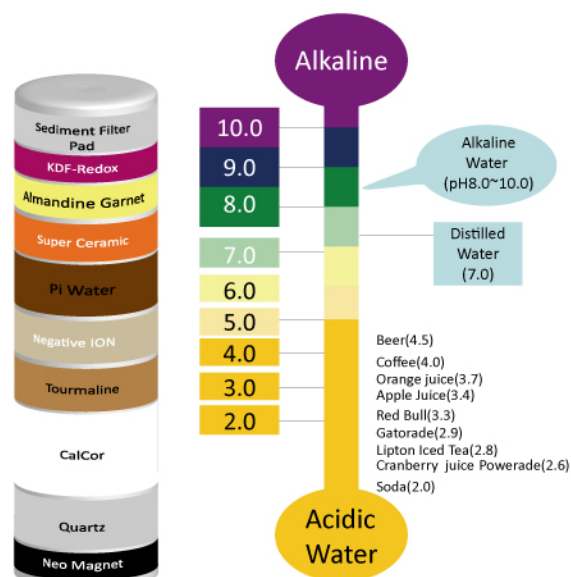 Alkaline
Sediment Filter
Pad
KDF-Redox
Almandine Garnet
Super Ceramic
Pi Water
Negative ION
Tourmaline
CalCor
Quartz
Neo Magnet
10.0
9.0
8.0
7.0
6.0
5.0
4.0
3.0
2.0
Alkaline
Water
(pH8.0~10.0)
Distilled
Water
(7.0)
Beer(4.5)
Coffee(4.0)
Orange juice(3.7)
Apple Juice(3.4)
Red Bull(3.3)
Gatorade(2.9)
Lipton Iced Tea(2.8)
Cranberry juice Powerade(2.6)
Soda(2.0)
Acidic
Water